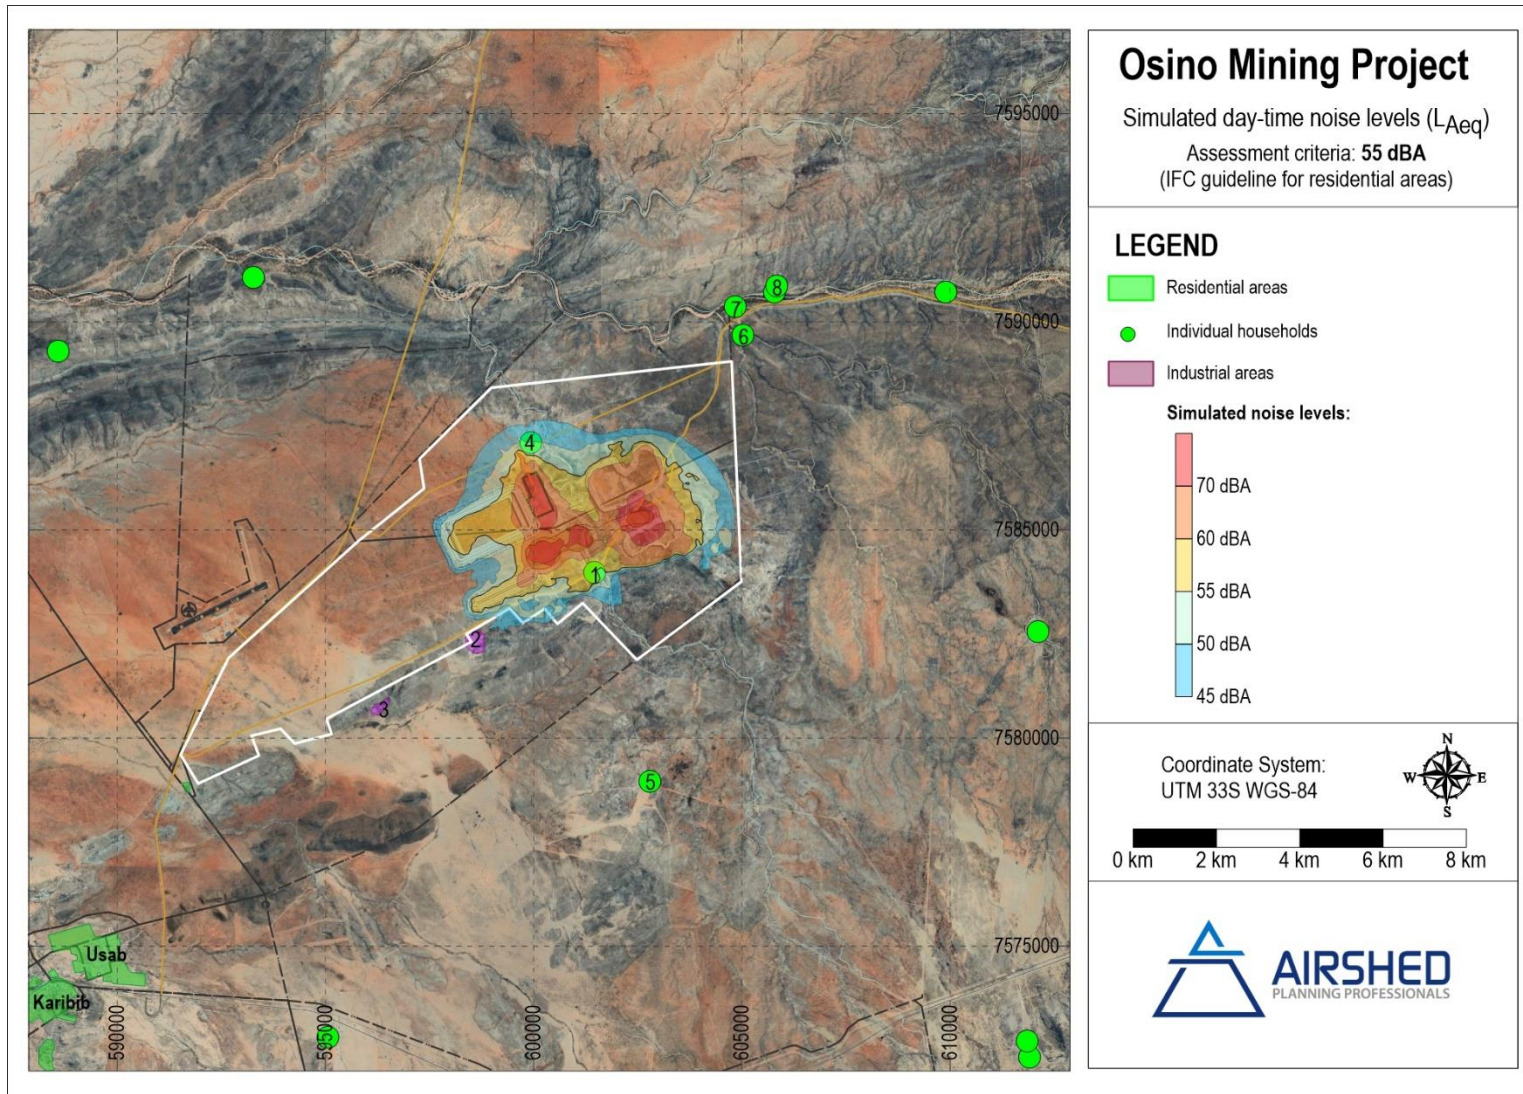 Osino Mining Project
Simulated day-time noise levels (LAeq)
Assessment criteria: 55 dBA
(IFC guideline for residential areas)
LEGEND
Residential areas
Individual households
Industrial areas
Simulated noise levels:
70 dBA
60 dBA
55 dBA
50 dBA
45 dBA
Coordinate System:
UTM 33S WGS-84
N
W E
S
0 km 2 km 4 km 6 km 8 km
AIRSHED
PLANNING PROFESSIONALS
7595000
8
7
7590000
6
4
7585000
1
2
3
7580000
5
7575000
Usab
Karibib
590000
595000
600000
605000
610000